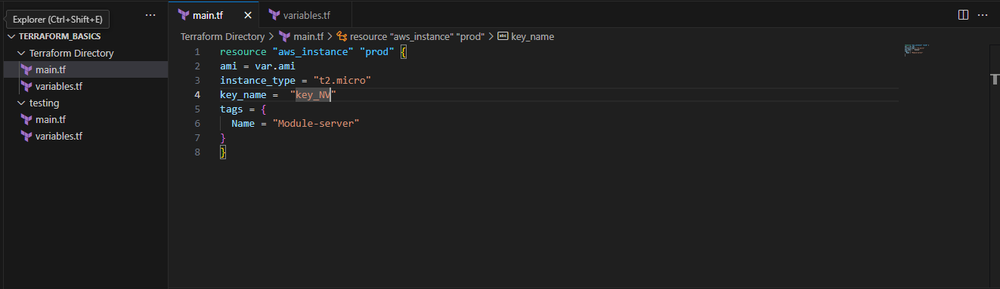 Explorer (Ctrl+Shift+E)
...
TERRAFORM_BASICS
Terraform Directory
main.tf
variables.tf
testing
main.tf
variables.tf
main.tf
variables.tf
...
Terraform Directory > main.tf > resource "aws_instance" "prod" > abc key_name
1 resource "aws_instance" "prod" {
2 ami = var.ami
3 instance_type = "t2.micro"
4 key_name =  "key_NV"
5 tags = {
6   Name = "Module-server"
7 }
8 }